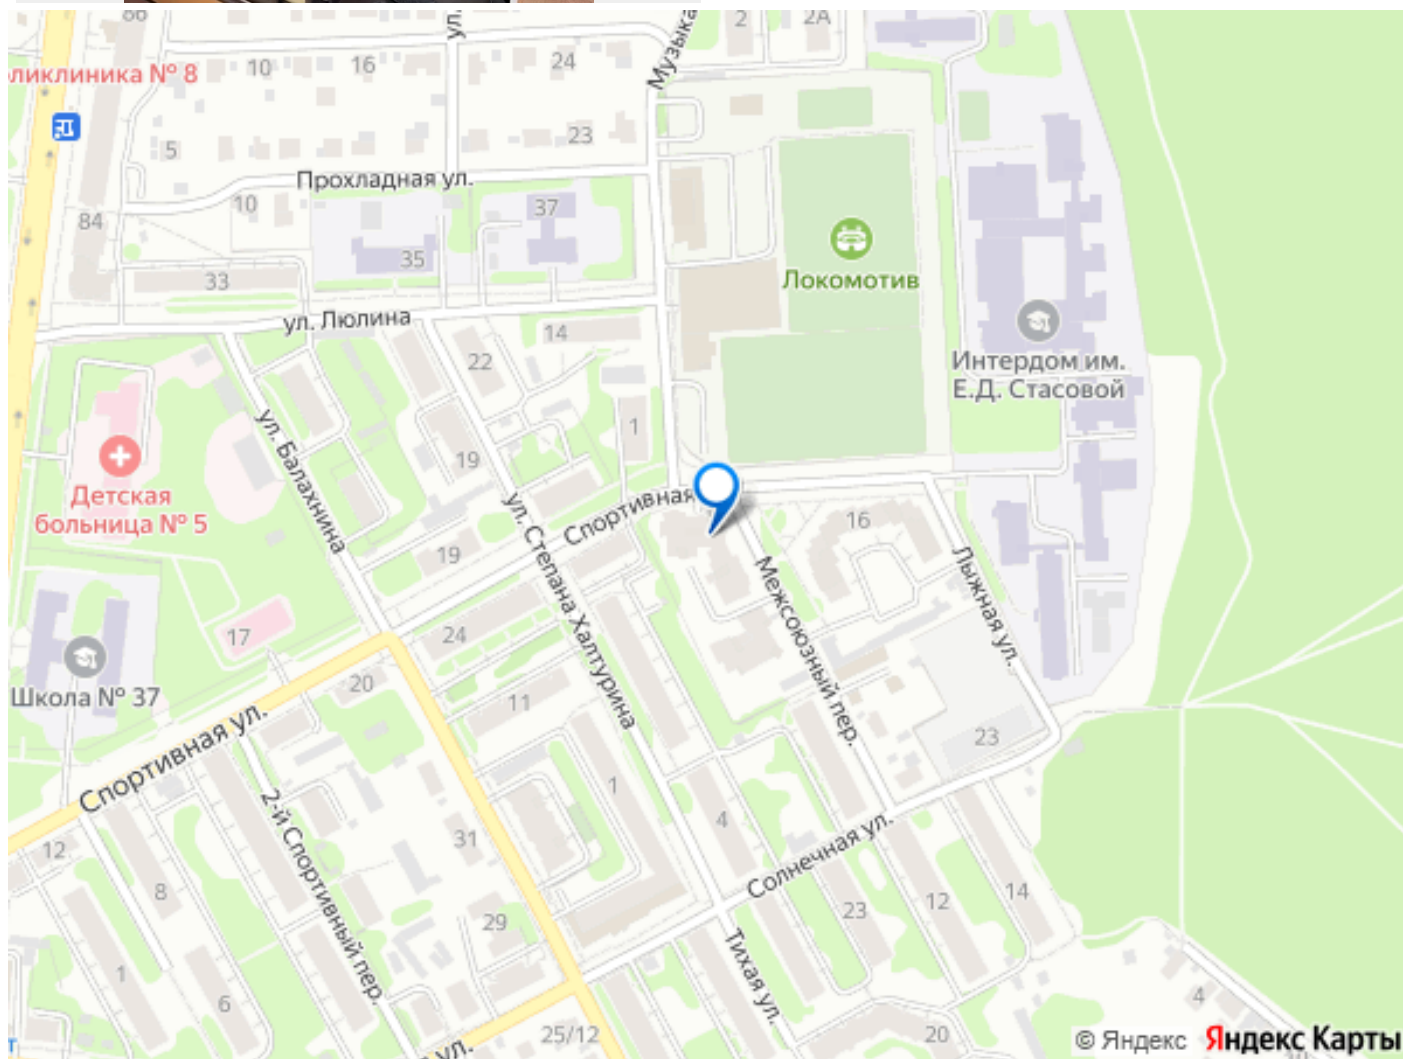 86
ул.
Музыка
2
2А
оликлиника № 8
10
16
24
5
23
Прохладная ул.
84
10
37
35
33
Локомотив
ул. Люлина
14
22
Интердом им.
Е.Д. Стасовой
1
ул. Балахнина
19
Детская
больница № 5
ул. Степана Халтурина
Спортивная
16
19
Межсоюзный пер.
Лыжная ул.
17
24
Школа № 37
20
11
Спортивная ул.
23
2-й Спортивный пер.
1
4
31
12
Солнечная ул.
8
14
12
23
29
Тихая ул.
1
6
4
25/12
20
ул.
т
© Яндекс Яндекс Карты